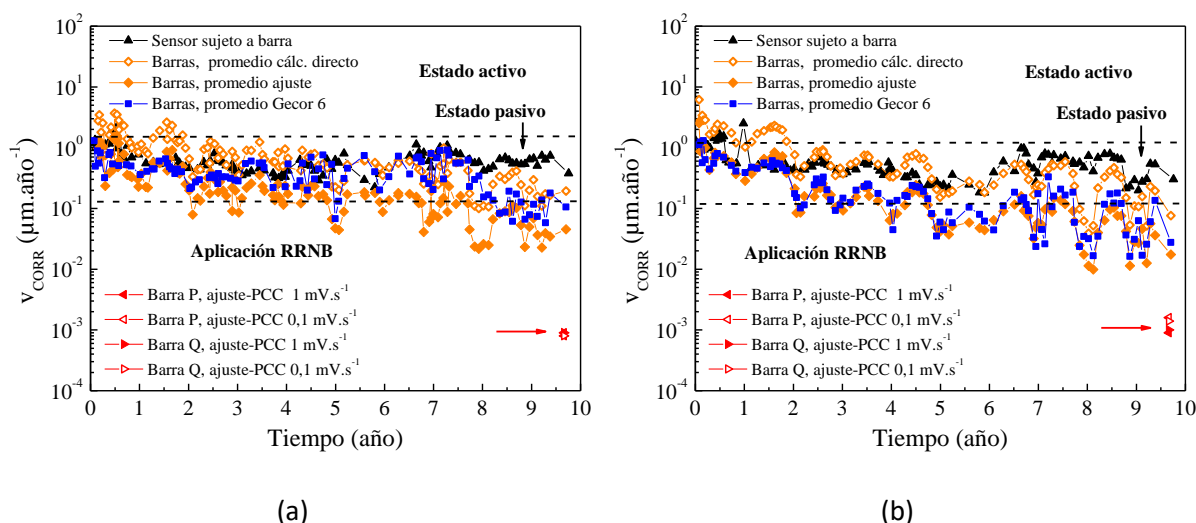 10²
10¹
10⁰
10⁻¹
10⁻²
10⁻³
10⁻⁴
v_CORR (µm.año⁻¹)
Sensor sujeto a barra
Barras, promedio cálc. directo
Barras, promedio ajuste
Barras, promedio Gecor 6
Estado activo
Estado pasivo
Aplicación RRNB
Barra P, ajuste-PCC 1 mV.s⁻¹
Barra P, ajuste-PCC 0,1 mV.s⁻¹
Barra Q, ajuste-PCC 1 mV.s⁻¹
Barra Q, ajuste-PCC 0,1 mV.s⁻¹
0 1 2 3 4 5 6 7 8 9 10
Tiempo (año)
(a)
10²
10¹
10⁰
10⁻¹
10⁻²
10⁻³
10⁻⁴
v_CORR (µm.año⁻¹)
Sensor sujeto a barra
Barras, promedio cálc. directo
Barras, promedio ajuste
Barras, promedio Gecor 6
Estado activo
Estado pasivo
Aplicación RRNB
Barra P, ajuste-PCC 1 mV.s⁻¹
Barra P, ajuste-PCC 0,1 mV.s⁻¹
Barra Q, ajuste-PCC 1 mV.s⁻¹
Barra Q, ajuste-PCC 0,1 mV.s⁻¹
0 1 2 3 4 5 6 7 8 9 10
Tiempo (año)
(b)